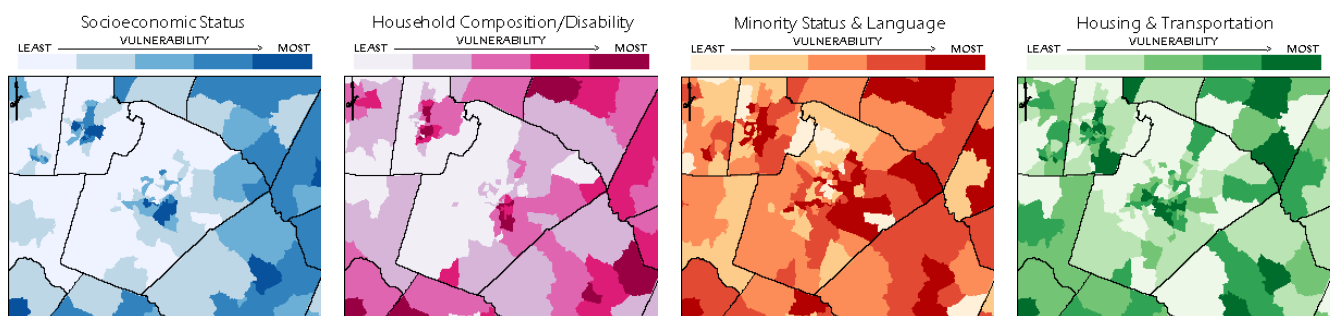 Socioeconomic Status
VULNERABILITY
LEAST MOST
Household Composition/Disability
VULNERABILITY
LEAST MOST
Minority Status & Language
VULNERABILITY
LEAST MOST
Housing & Transportation
VULNERABILITY
LEAST MOST